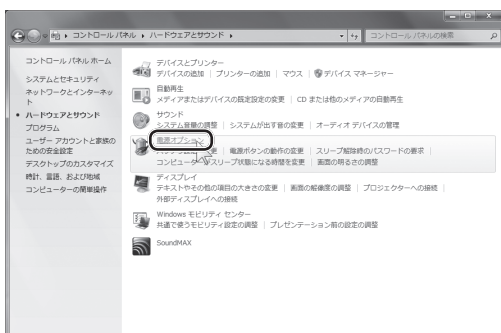 コントロール パネル ▸ ハードウェアとサウンド ▸
コントロール パネルの検索
コントロール パネル ホーム
システムとセキュリティ
ネットワークとインターネット
ハードウェアとサウンド
プログラム
ユーザー アカウントと家族のための安全設定
デスクトップのカスタマイズ
時計、言語、および地域
コンピューターの簡単操作
デバイスとプリンター
デバイスの追加 | プリンターの追加 | マウス | デバイス マネージャー
自動再生
メディアまたはデバイスの既定設定の変更 | CD または他のメディアの自動再生
サウンド
システム音量の調整 | システムが出す音の変更 | オーディオ デバイスの管理
電源オプション
電源ボタンの動作の変更 | スリープ解除時のパスワードの要求 |
コンピューターがスリープ状態になる時間を変更 | 画面の明るさの調整
ディスプレイ
テキストやその他の項目の大きさの変更 | 画面の解像度の調整 | プロジェクターへの接続 |
外部ディスプレイへの接続
Windows モビリティ センター
共通で使うモビリティ設定の調整 | プレゼンテーション前の設定の調整
SoundMAX